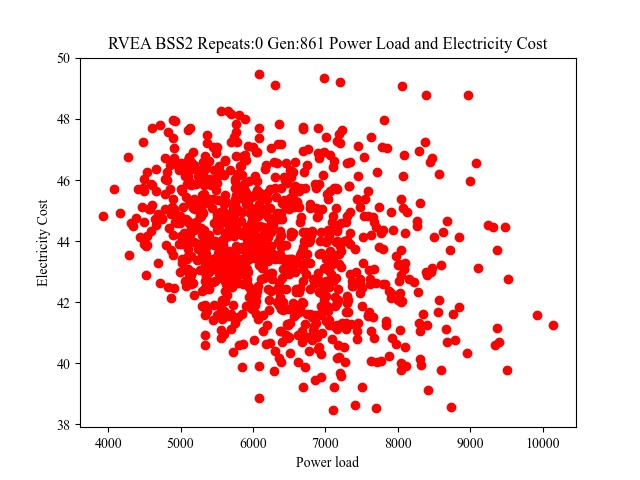 RVEA BSS2 Repeats:0 Gen:861 Power Load and Electricity Cost
50
48
46
44
42
40
38
Electricity Cost
4000 5000 6000 7000 8000 9000 10000
Power load